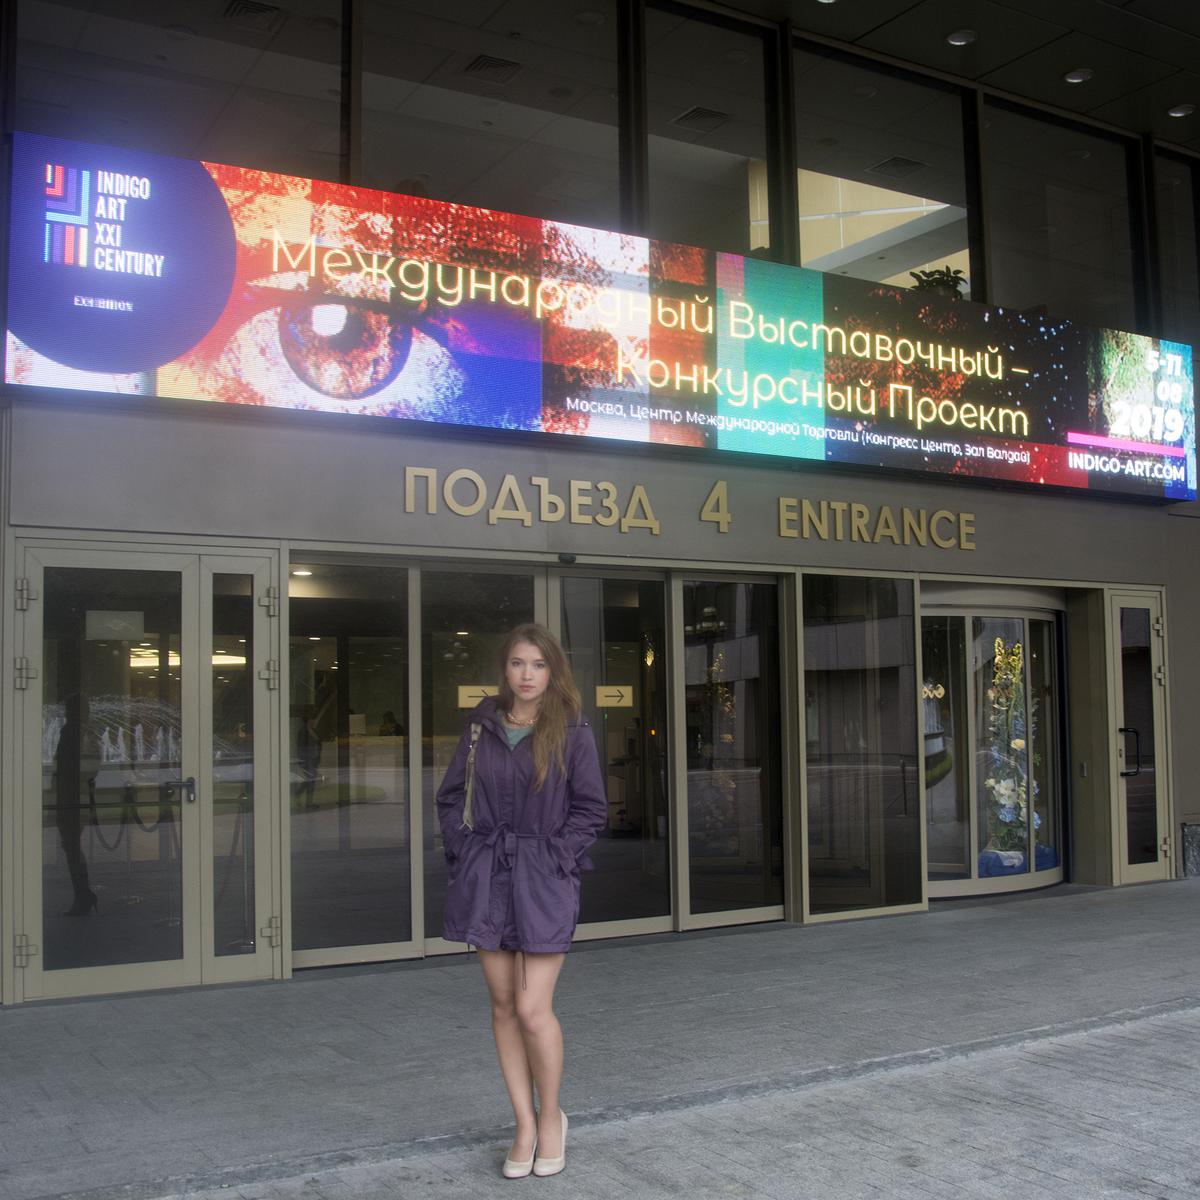 INDIGO
ART
XXI
CENTURY
EXHIBITION
Международный Выставочный –
Конкурсный Проект
Москва, Центр Международной Торговли (Конгресс Центр, Зал Валдай)
5-11
08
2019
INDIGO-ART.COM
ПОДЪЕЗД 4 ENTRANCE